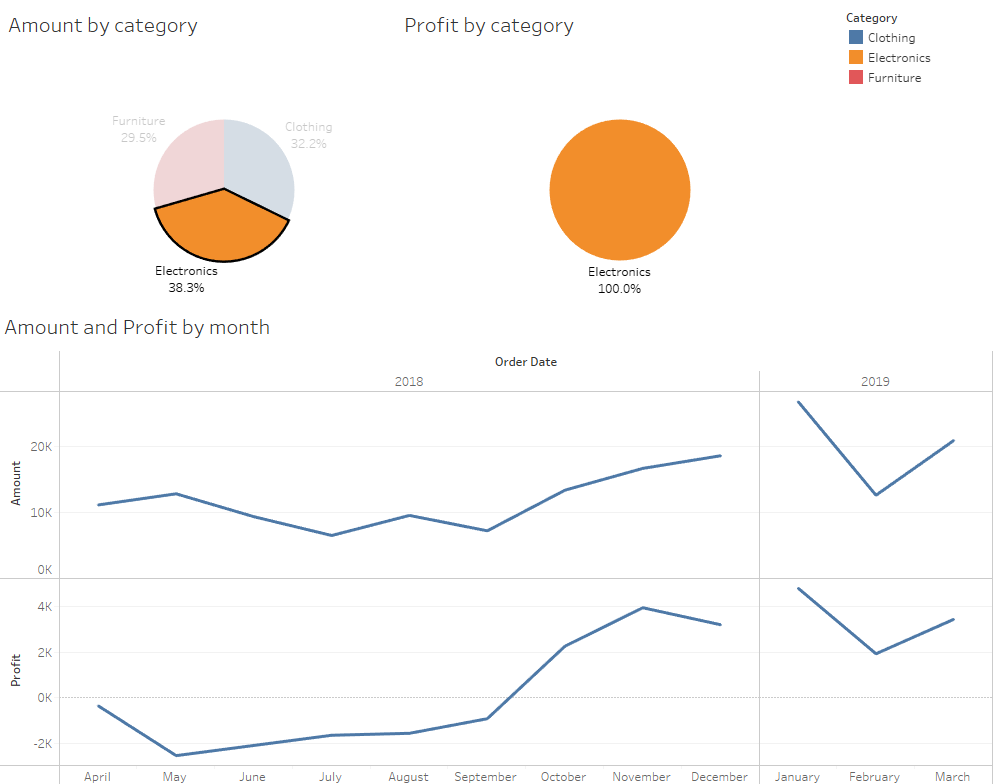 Amount by category
Profit by category
Category
Clothing
Electronics
Furniture
Furniture
29.5%
Clothing
32.2%
Electronics
38.3%
Electronics
100.0%
Amount and Profit by month
Order Date
2018
2019
Amount
20K
10K
0K
Profit
4K
2K
0K
-2K
April
May
June
July
August
September
October
November
December
January
February
March